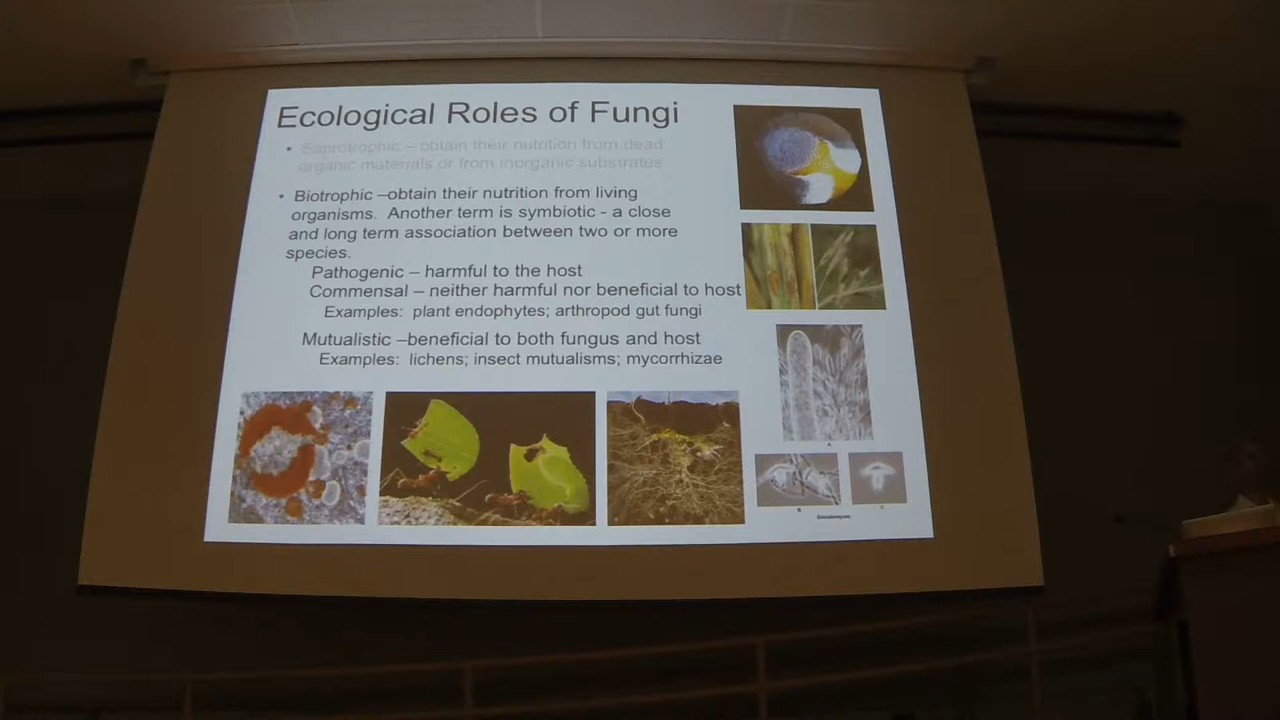 Ecological Roles of Fungi
• Saprotrophic – obtain their nutrition from dead
organic materials or from inorganic substrates
• Biotrophic –obtain their nutrition from living
organisms. Another term is symbiotic - a close
and long term association between two or more
species.
Pathogenic – harmful to the host
Commensal – neither harmful nor beneficial to host
Examples: plant endophytes; arthropod gut fungi
Mutualistic –beneficial to both fungus and host
Examples: lichens; insect mutualisms; mycorrhizae
A
B C